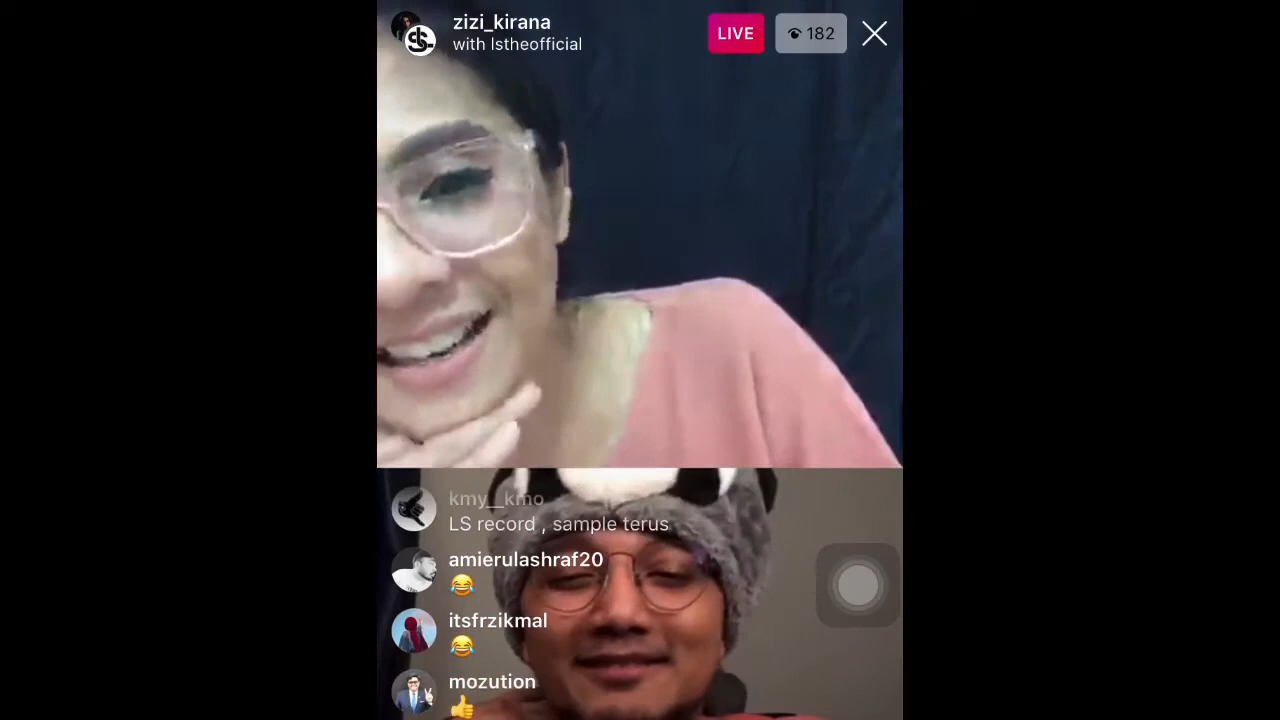 zizi_kirana
with lstheofficial
LIVE
182
kmy__kmo
LS record , sample terus
amierulashraf20
😂
itsfrzikmal
😂
mozution
👍